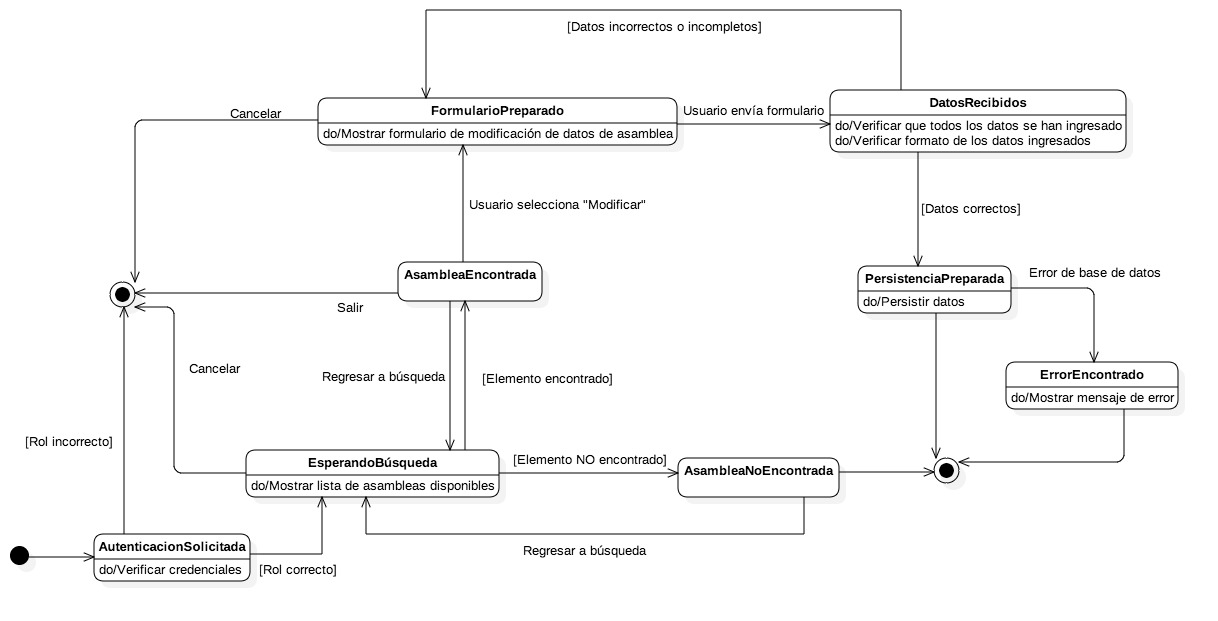 [Datos incorrectos o incompletos]
Cancelar
FormularioPreparado
do/Mostrar formulario de modificación de datos de asamblea
Usuario envía formulario
DatosRecibidos
do/Verificar que todos los datos se han ingresado
do/Verificar formato de los datos ingresados
Usuario selecciona "Modificar"
[Datos correctos]
AsambleaEncontrada
Salir
PersistenciaPreparada
do/Persistir datos
Error de base de datos
Cancelar
Regresar a búsqueda
[Elemento encontrado]
ErrorEncontrado
do/Mostrar mensaje de error
[Rol incorrecto]
EsperandoBúsqueda
do/Mostrar lista de asambleas disponibles
[Elemento NO encontrado]
AsambleaNoEncontrada
AutenticacionSolicitada
do/Verificar credenciales
[Rol correcto]
Regresar a búsqueda